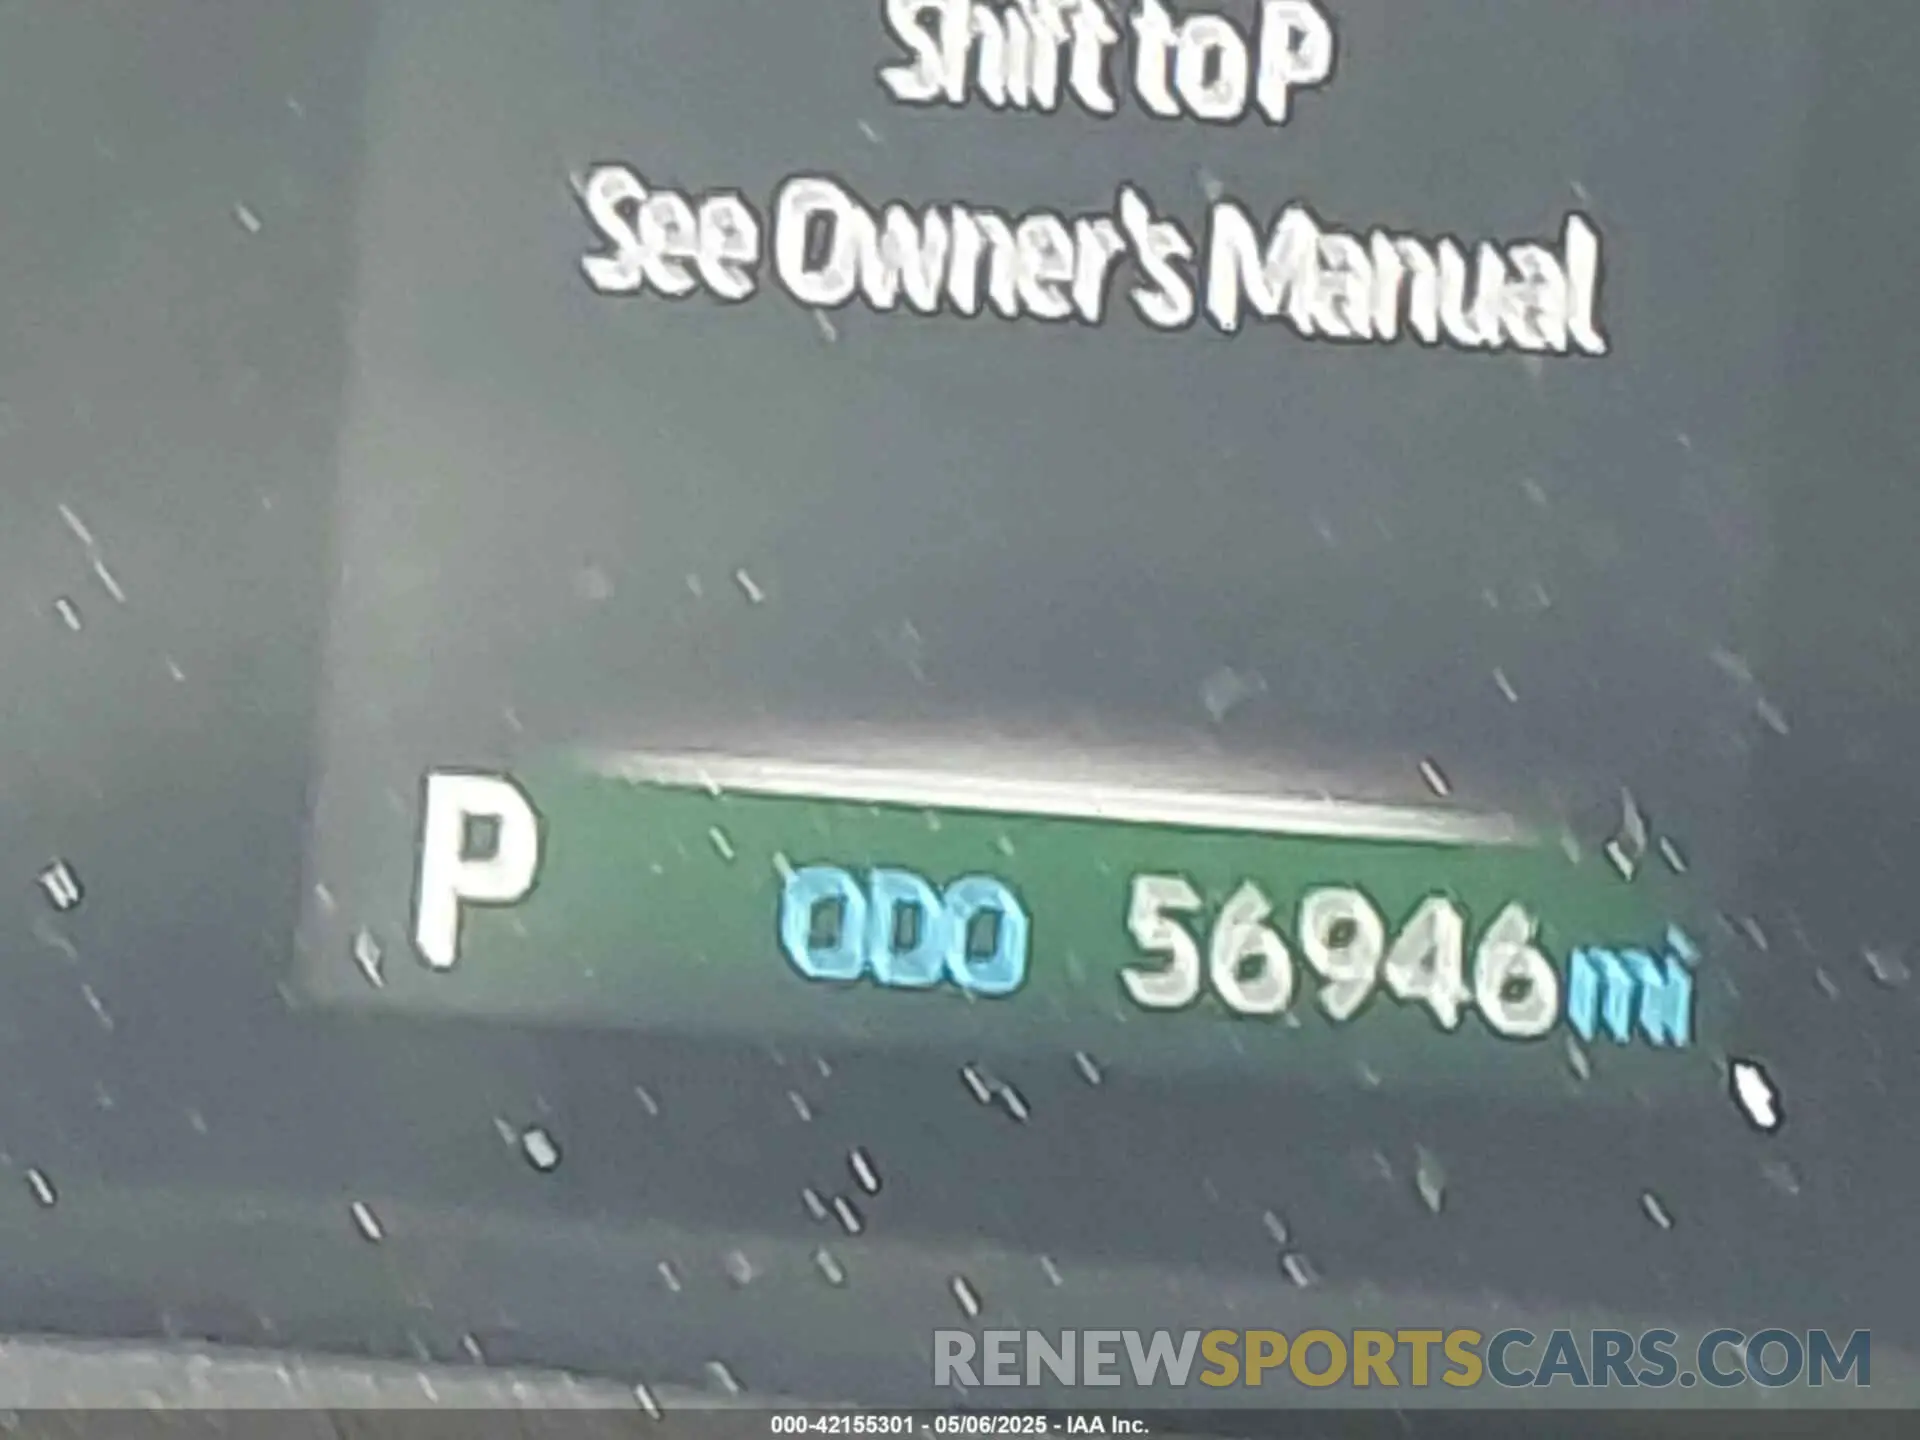 Shift to P
See Owner's Manual
P ODO 56946 mi
RENEWSPORTSCARS.COM
000-42155301 - 05/06/2025 - IAA Inc.